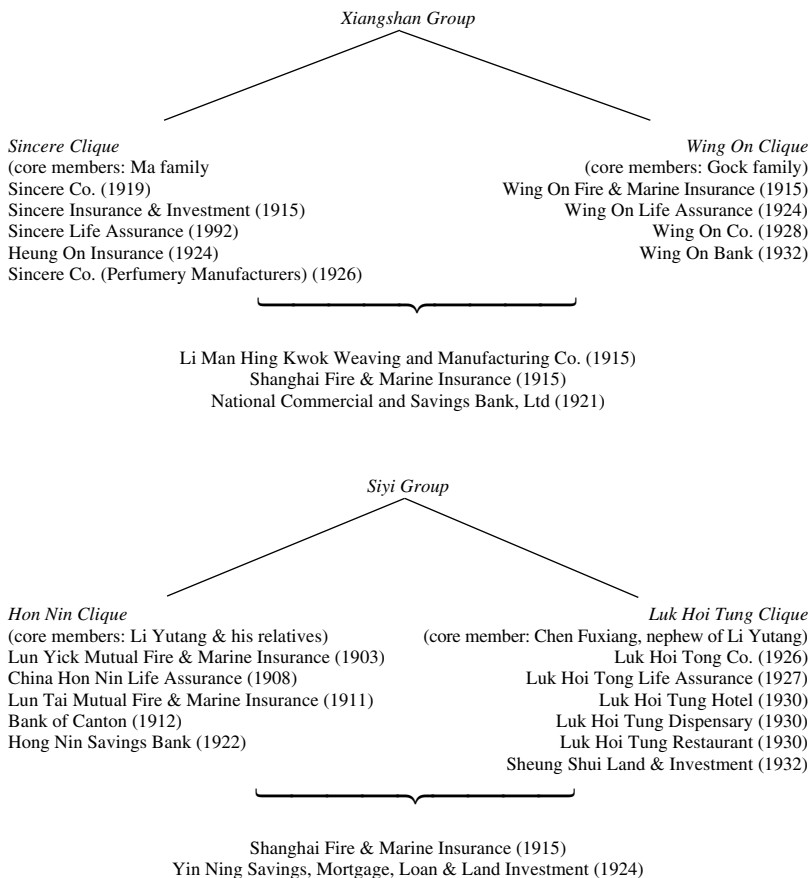 Xiangshan Group
Sincere Clique
(core members: Ma family
Sincere Co. (1919)
Sincere Insurance & Investment (1915)
Sincere Life Assurance (1992)
Heung On Insurance (1924)
Sincere Co. (Perfumery Manufacturers) (1926)
Wing On Clique
(core members: Gock family)
Wing On Fire & Marine Insurance (1915)
Wing On Life Assurance (1924)
Wing On Co. (1928)
Wing On Bank (1932)
Li Man Hing Kwok Weaving and Manufacturing Co. (1915)
Shanghai Fire & Marine Insurance (1915)
National Commercial and Savings Bank, Ltd (1921)
Siyi Group
Hon Nin Clique
(core members: Li Yutang & his relatives)
Lun Yick Mutual Fire & Marine Insurance (1903)
China Hon Nin Life Assurance (1908)
Lun Tai Mutual Fire & Marine Insurance (1911)
Bank of Canton (1912)
Hong Nin Savings Bank (1922)
Luk Hoi Tung Clique
(core member: Chen Fuxiang, nephew of Li Yutang)
Luk Hoi Tong Co. (1926)
Luk Hoi Tong Life Assurance (1927)
Luk Hoi Tung Hotel (1930)
Luk Hoi Tung Dispensary (1930)
Luk Hoi Tung Restaurant (1930)
Sheung Shui Land & Investment (1932)
Shanghai Fire & Marine Insurance (1915)
Yin Ning Savings, Mortgage, Loan & Land Investment (1924)